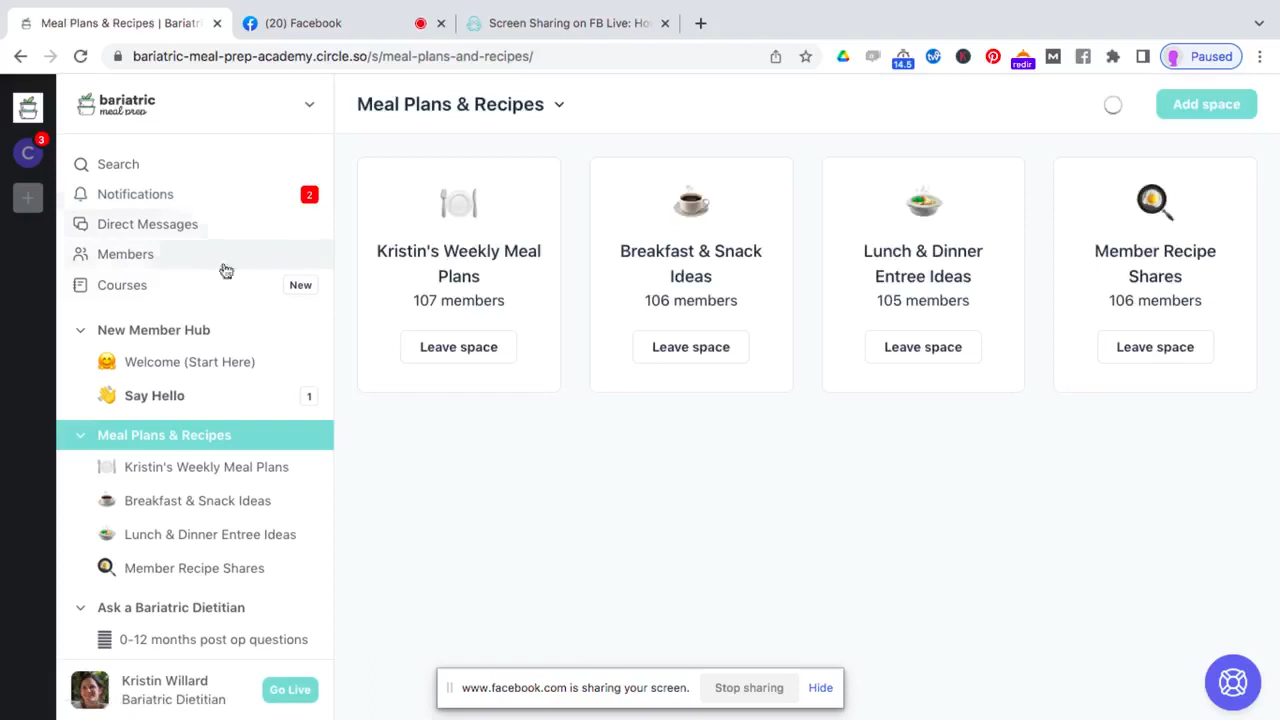 Meal Plans & Recipes | Bariatri
(20) Facebook
Screen Sharing on FB Live: Ho
bariatric-meal-prep-academy.circle.so/s/meal-plans-and-recipes/
14.5
tw
K
redir
M
Paused
C
3
bariatric
meal prep
Search
Notifications
2
Direct Messages
Members
Courses
New
New Member Hub
Welcome (Start Here)
Say Hello
1
Meal Plans & Recipes
Kristin's Weekly Meal Plans
Breakfast & Snack Ideas
Lunch & Dinner Entree Ideas
Member Recipe Shares
Ask a Bariatric Dietitian
0-12 months post op questions
Kristin Willard
Bariatric Dietitian
Go Live
Meal Plans & Recipes
Add space
Kristin's Weekly Meal
Plans
107 members
Leave space
Breakfast & Snack
Ideas
106 members
Leave space
Lunch & Dinner
Entree Ideas
105 members
Leave space
Member Recipe
Shares
106 members
Leave space
www.facebook.com is sharing your screen.
Stop sharing
Hide